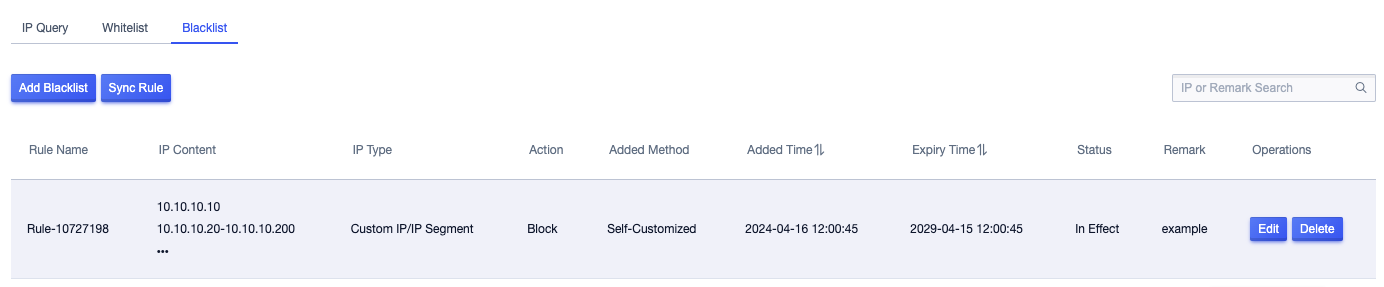 IP Query Whitelist Blacklist
Add Blacklist Sync Rule IP or Remark Search
Rule Name IP Content IP Type Action Added Method Added Time Expiry Time Status Remark Operations
10.10.10.10
Rule-10727198 10.10.10.20-10.10.10.200 Custom IP/IP Segment Block Self-Customized 2024-04-16 12:00:45 2029-04-15 12:00:45 In Effect example Edit Delete
•••